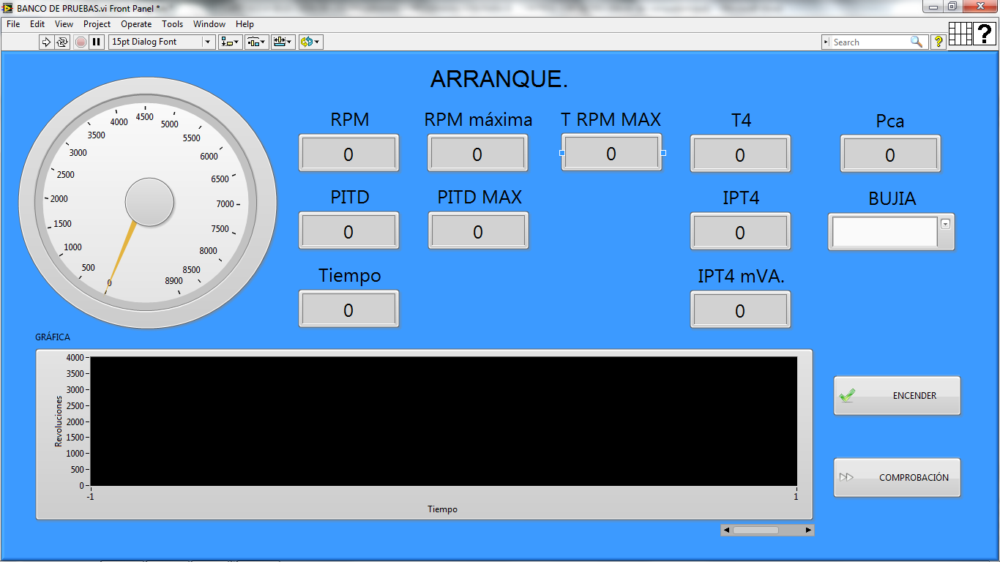 BANCO DE PRUEBAS.vi Front Panel *
File Edit View Project Operate Tools Window Help
15pt Dialog Font
Search
?
?
ARRANQUE.
RPM
RPM máxima
T RPM MAX
T4
Pca
0
0
0
0
0
PITD
PITD MAX
IPT4
BUJIA
0
0
0
Tiempo
IPT4 mVA.
0
0
0
500
1000
1500
2000
2500
3000
3500
4000
4500
5000
5500
6000
6500
7000
7500
8000
8500
8900
GRÁFICA
Revoluciones
4000
3500
3000
2500
2000
1500
1000
500
0
-1
1
Tiempo
ENCENDER
COMPROBACIÓN